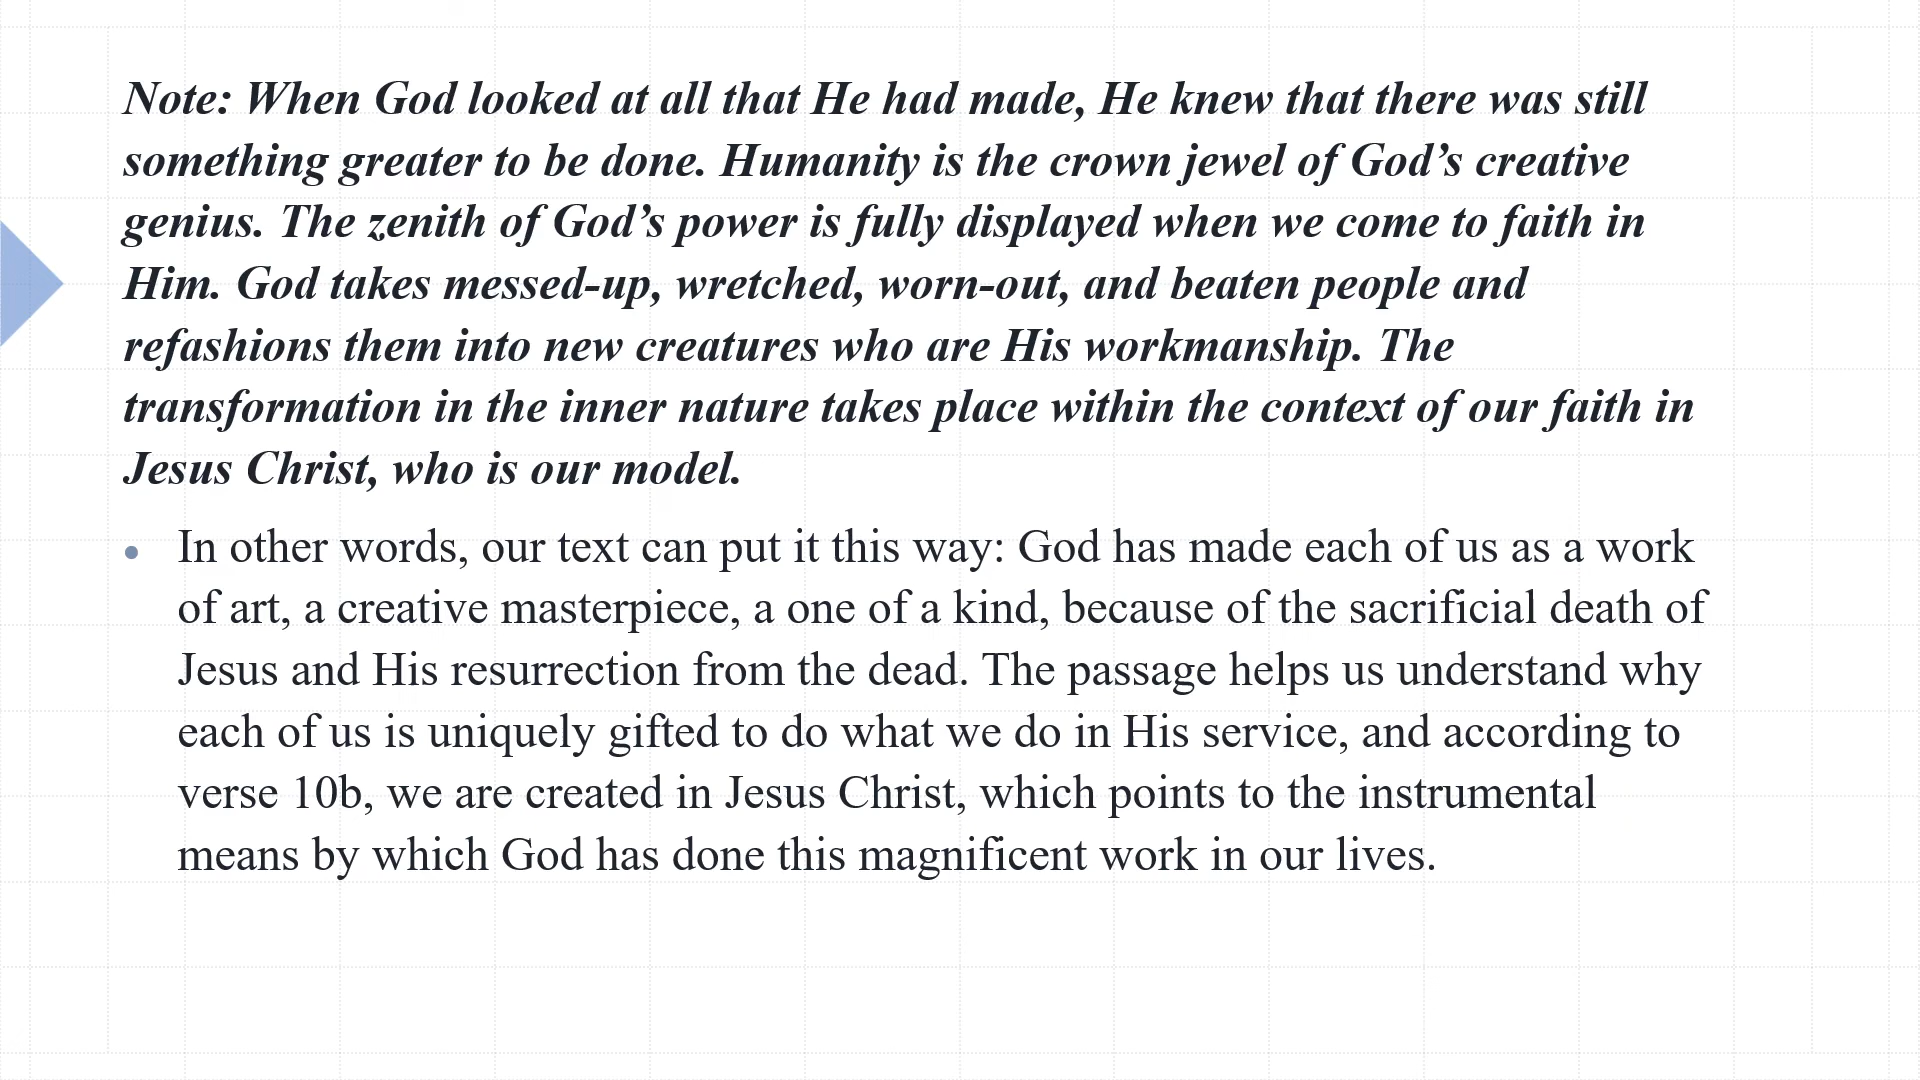 Note: When God looked at all that He had made, He knew that there was still
something greater to be done. Humanity is the crown jewel of God’s creative
genius. The zenith of God’s power is fully displayed when we come to faith in
Him. God takes messed-up, wretched, worn-out, and beaten people and
refashions them into new creatures who are His workmanship. The
transformation in the inner nature takes place within the context of our faith in
Jesus Christ, who is our model.
• In other words, our text can put it this way: God has made each of us as a work
of art, a creative masterpiece, a one of a kind, because of the sacrificial death of
Jesus and His resurrection from the dead. The passage helps us understand why
each of us is uniquely gifted to do what we do in His service, and according to
verse 10b, we are created in Jesus Christ, which points to the instrumental
means by which God has done this magnificent work in our lives.